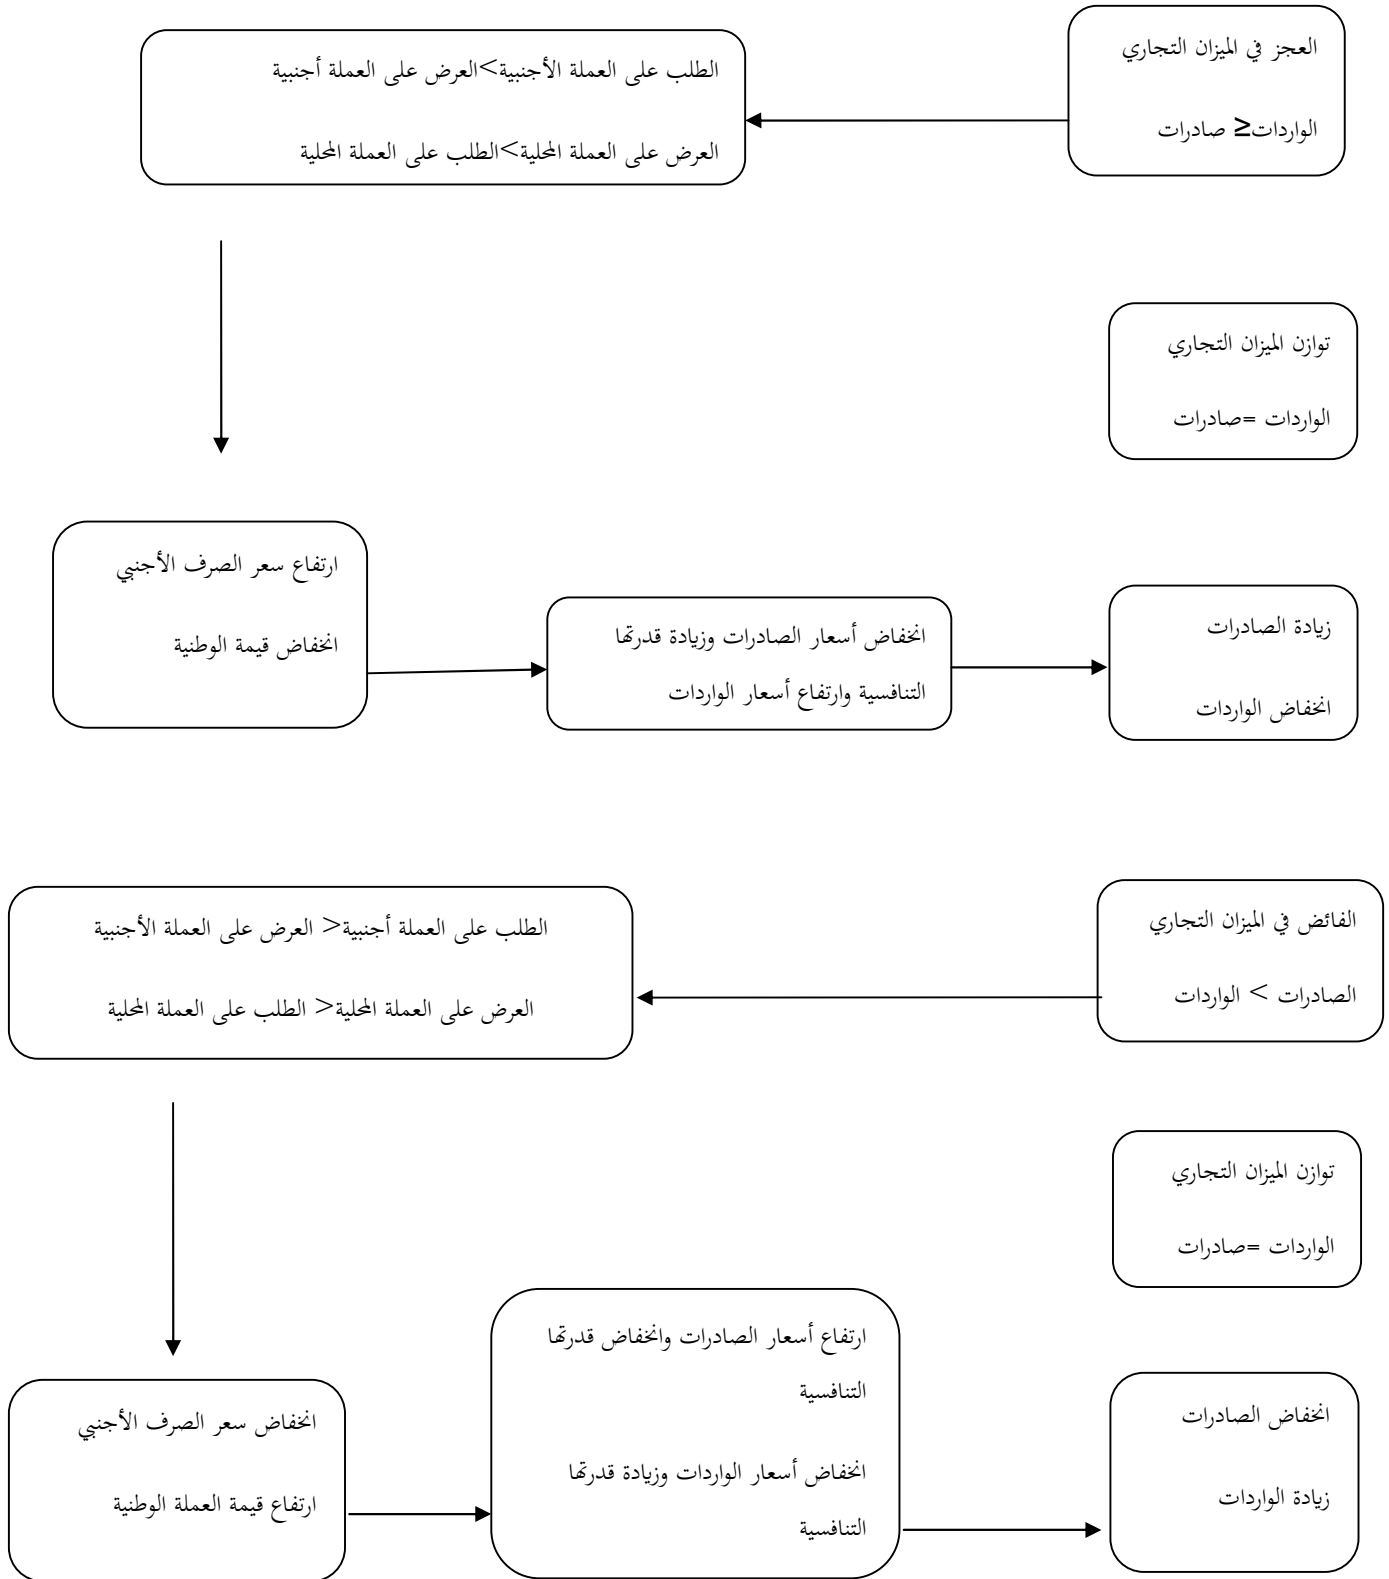 العجز في الميزان التجاري
الواردات≤ صادرات
الطلب على العملة الأجنبية>العرض على العملة أجنبية
العرض على العملة المحلية>الطلب على العملة المحلية
توازن الميزان التجاري
الواردات =صادرات
ارتفاع سعر الصرف الأجنبي
انخفاض قيمة الوطنية
انخفاض أسعار الصادرات وزيادة قدرتها
التنافسية وارتفاع أسعار الواردات
زيادة الصادرات
انخفاض الواردات
الفائض في الميزان التجاري
الصادرات < الواردات
الطلب على العملة أجنبية< العرض على العملة الأجنبية
العرض على العملة المحلية< الطلب على العملة المحلية
توازن الميزان التجاري
الواردات =صادرات
انخفاض سعر الصرف الأجنبي
ارتفاع قيمة العملة الوطنية
ارتفاع أسعار الصادرات وانخفاض قدرتها
التنافسية
انخفاض أسعار الواردات وزيادة قدرتها
التنافسية
انخفاض الصادرات
زيادة الواردات